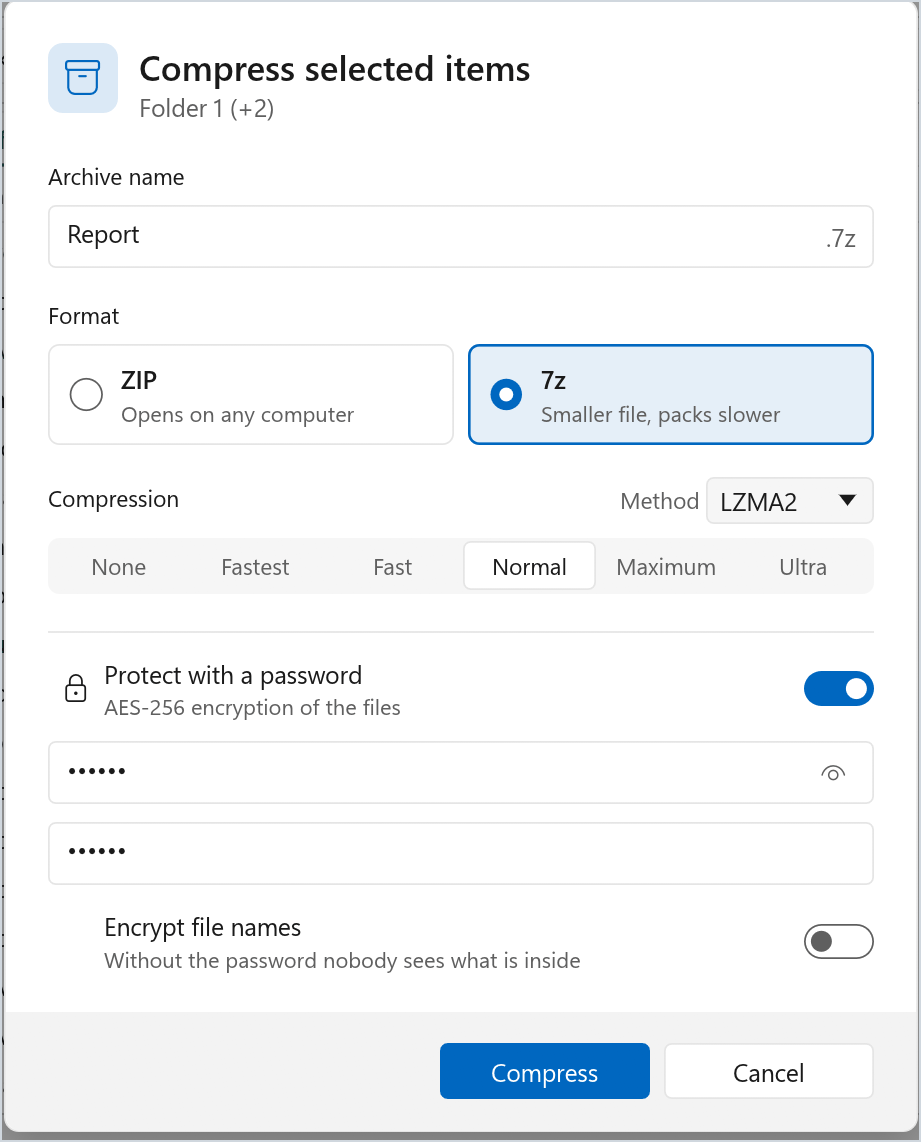 Compress selected items
Folder 1 (+2)
Archive name
Report .7z
Format
ZIP
Opens on any computer
7z
Smaller file, packs slower
Compression Method LZMA2
None Fastest Fast Normal Maximum Ultra
Protect with a password
AES-256 encryption of the files
••••••
••••••
Encrypt file names
Without the password nobody sees what is inside
Compress Cancel